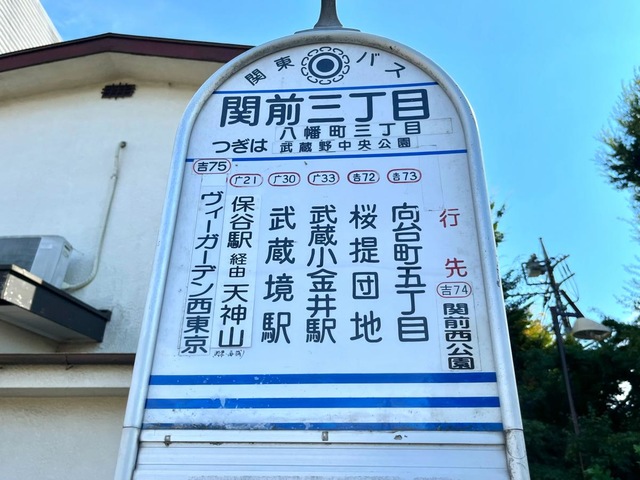 関東バス
関前三丁目
つぎは
八幡町三丁目
武蔵野中央公園
行先
吉74
関前西公園
吉73
向台町五丁目
吉72
桜提団地
广33
武蔵小金井駅
广30
武蔵境駅
广21
保谷駅 経由 天神山
吉75
ヴィーガーデン西東京